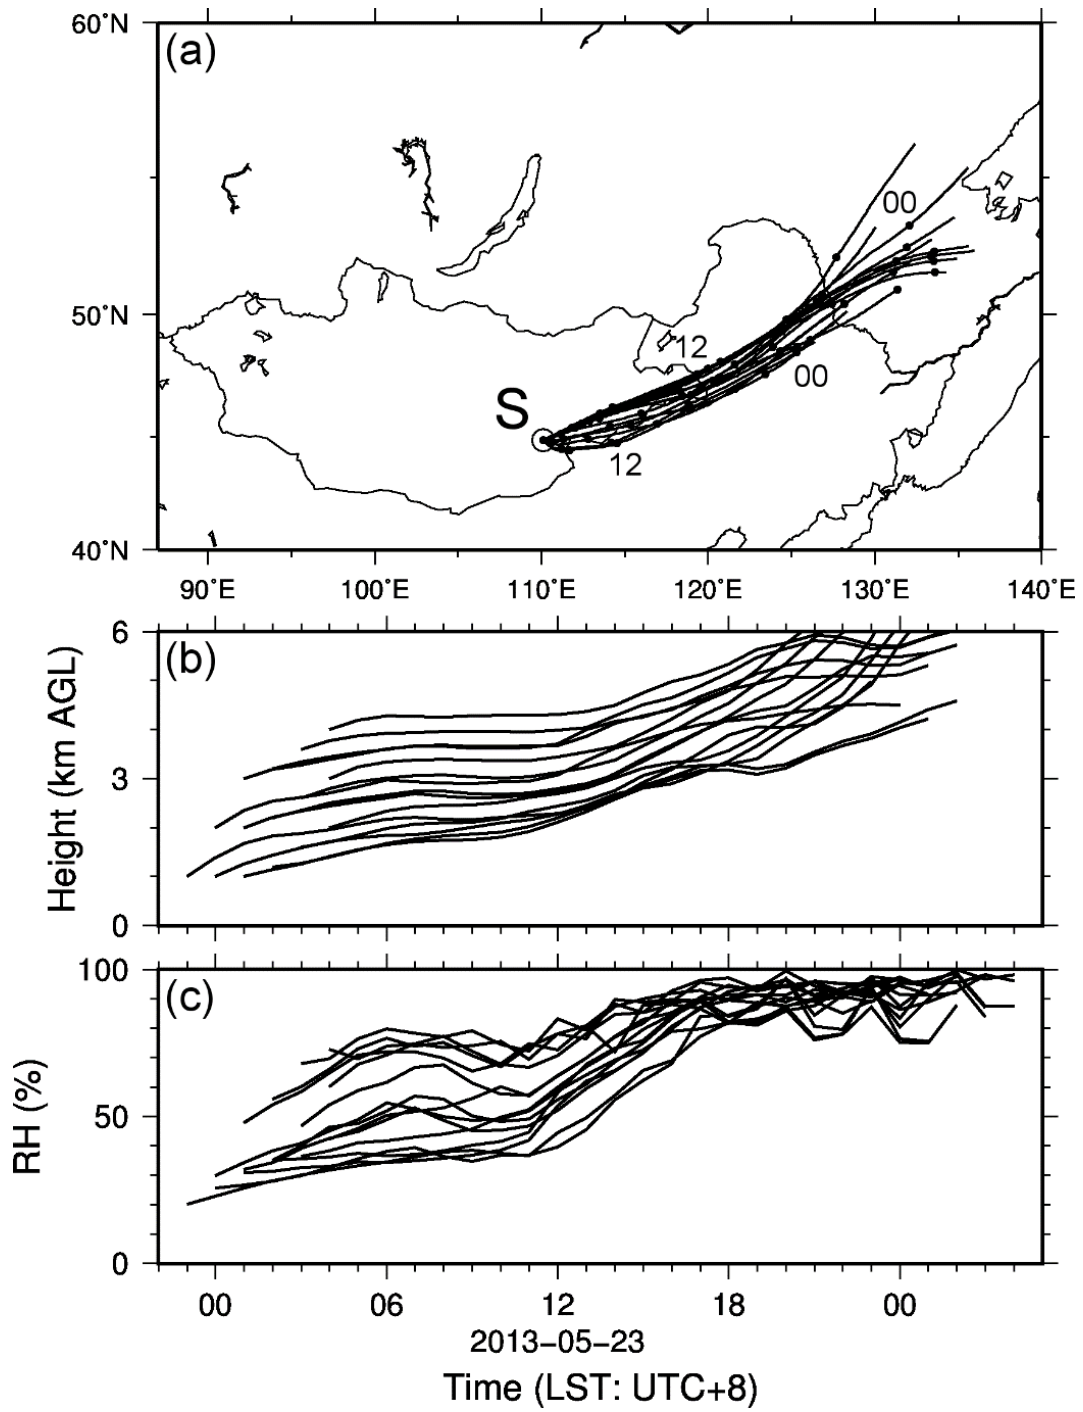 60°N
(a)
00
50°N
12
00
S
12
40°N
90°E 100°E 110°E 120°E 130°E 140°E
6
(b)
Height (km AGL)
3
0
100
(c)
RH (%)
50
0
00 06 12 18 00
2013-05-23
Time (LST: UTC+8)